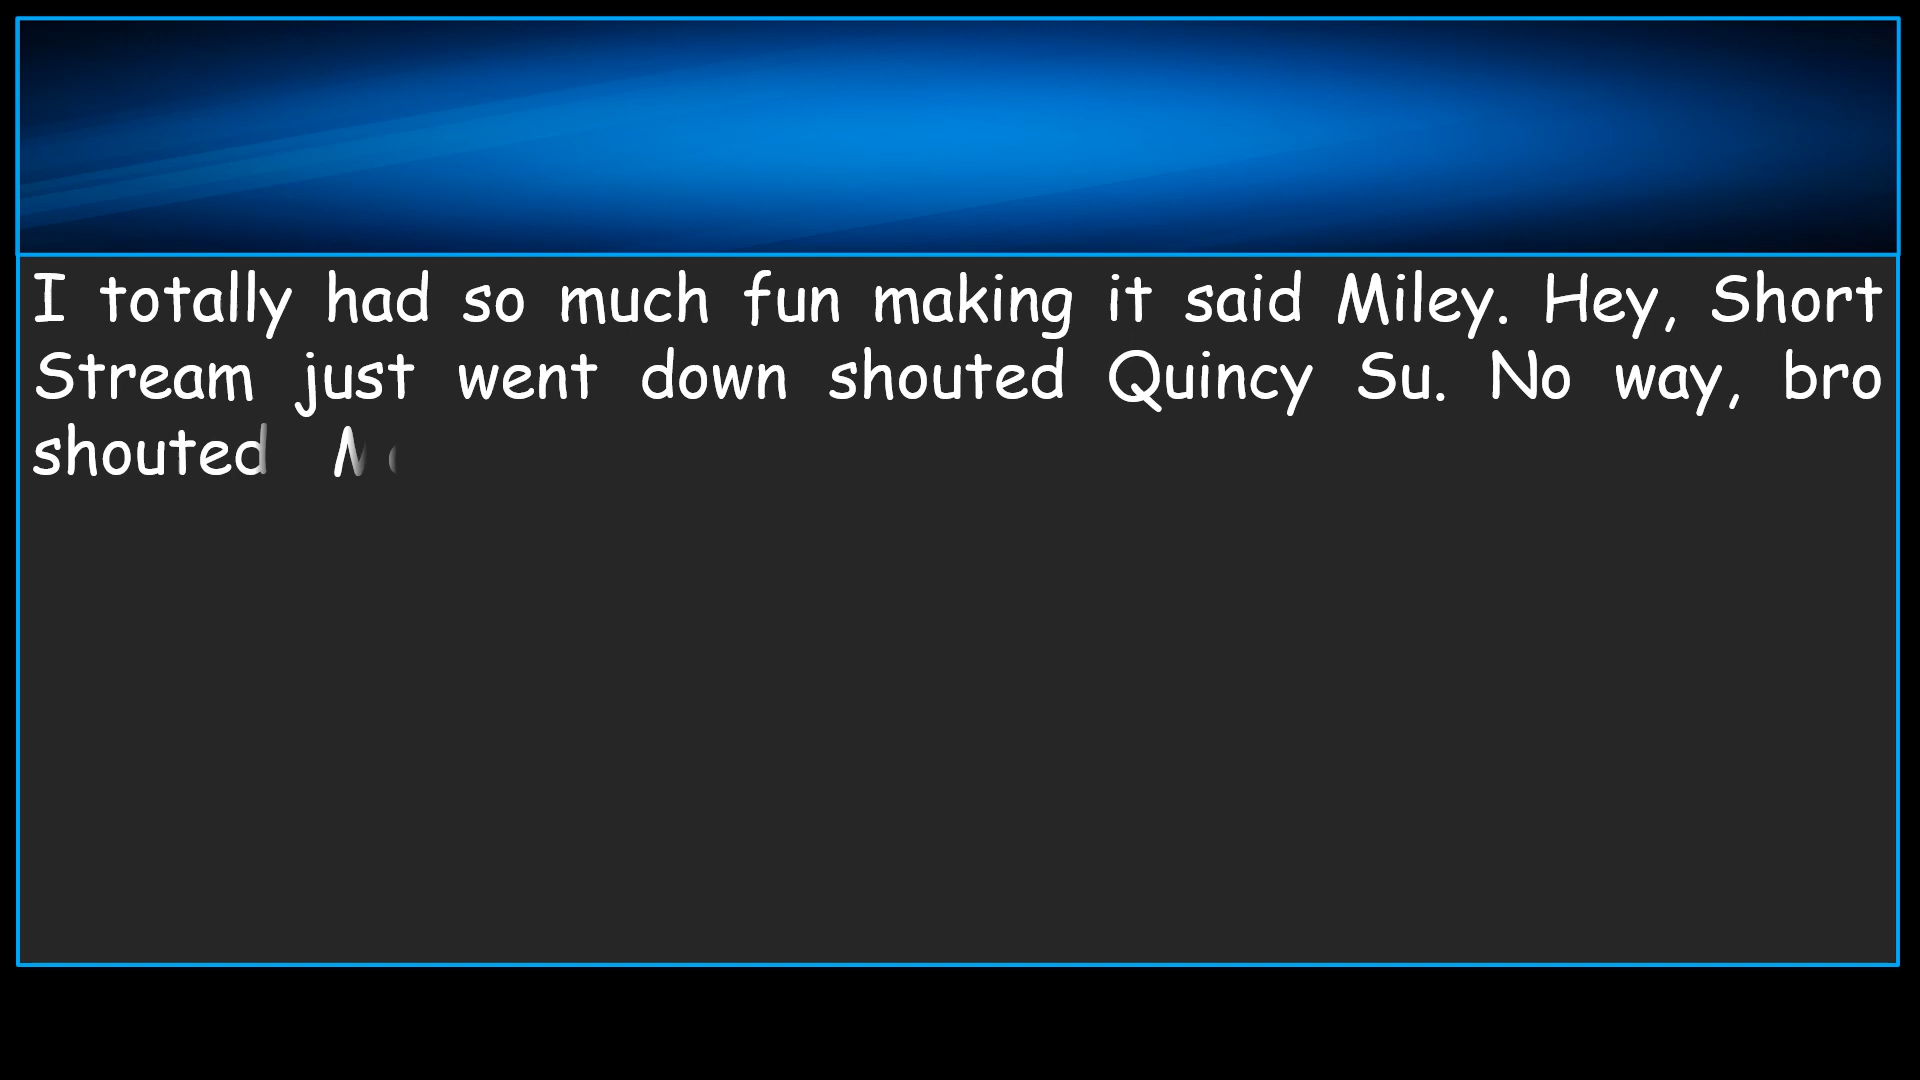 I totally had so much fun making it said Miley. Hey, Short
Stream just went down shouted Quincy Su. No way, bro
shouted